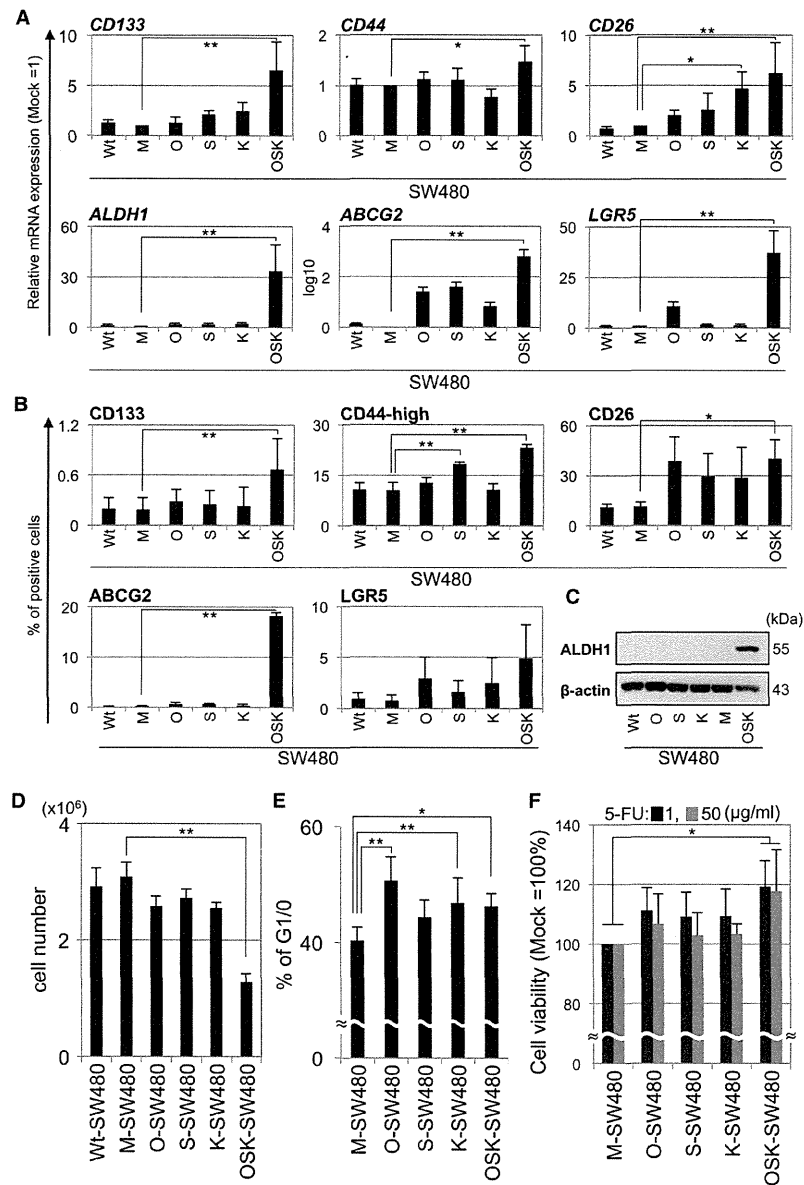 A
CD133
CD44
CD26
Relative mRNA expression (Mock =1)
10
5
0
**
Wt M O S K OSK
2
1
0
*
Wt M O S K OSK
10
5
0
**
*
Wt M O S K OSK
SW480
ALDH1
ABCG2
LGR5
60
30
0
**
Wt M O S K OSK
log10
4
2
0
**
Wt M O S K OSK
50
25
0
**
Wt M O S K OSK
SW480
B
CD133
CD44-high
CD26
% of positive cells
1.2
0.6
0
**
Wt M O S K OSK
30
15
0
**
**
Wt M O S K OSK
60
30
0
*
Wt M O S K OSK
SW480
ABCG2
LGR5
20
10
0
**
Wt M O S K OSK
10
5
0
Wt M O S K OSK
SW480
C
(kDa)
ALDH1
55
β-actin
43
Wt O S K M OSK
SW480
D
(x10⁶)
cell number
4
2
0
**
Wt-SW480
M-SW480
O-SW480
S-SW480
K-SW480
OSK-SW480
E
% of G1/0
60
40
0
*
**
**
≈
M-SW480
O-SW480
S-SW480
K-SW480
OSK-SW480
F
5-FU: 1, 50 (μg/ml)
Cell viability (Mock =100%)
140
120
100
80
0
*
≈
≈
M-SW480
O-SW480
S-SW480
K-SW480
OSK-SW480